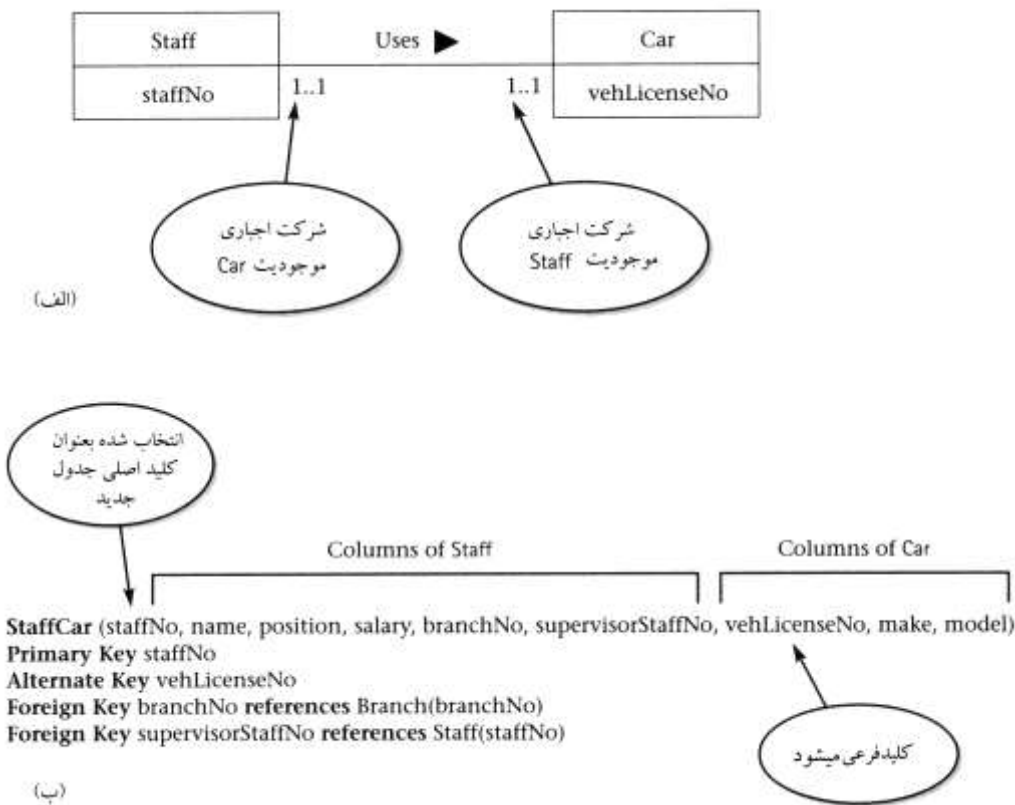 Staff
Uses
Car
staffNo
1..1
1..1
vehLicenseNo
شرکت اجباری
موجودیت Car
شرکت اجباری
موجودیت Staff
(الف)
انتخاب شده بعنوان
کلید اصلی جدول
جدید
Columns of Staff
Columns of Car
StaffCar (staffNo, name, position, salary, branchNo, supervisorStaffNo, vehLicenseNo, make, model)
Primary Key staffNo
Alternate Key vehLicenseNo
Foreign Key branchNo references Branch(branchNo)
Foreign Key supervisorStaffNo references Staff(staffNo)
کلیدفرعی میشود
(ب)